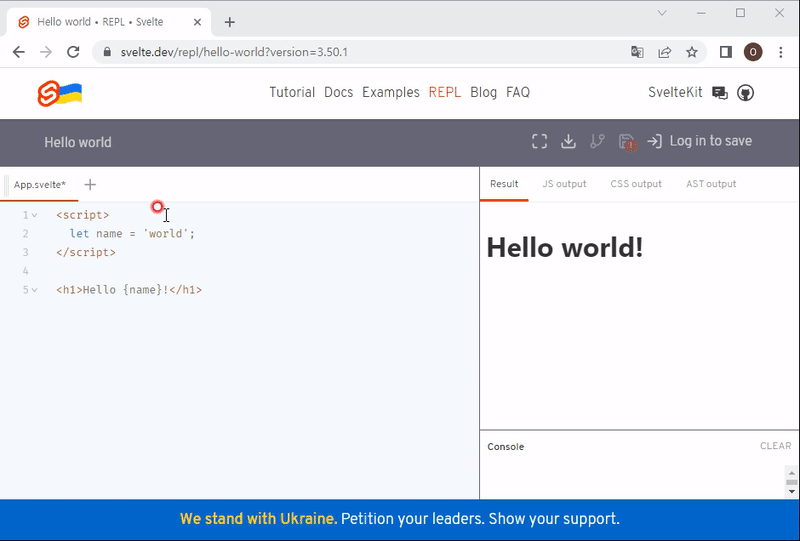 Hello world • REPL • Svelte
svelte.dev/repl/hello-world?version=3.50.1
O
Tutorial Docs Examples REPL Blog FAQ SvelteKit
Hello world
Log in to save
App.svelte*
Result JS output CSS output AST output
1 <script>
2 let name = 'world';
3 </script>
4
5 <h1>Hello {name}!</h1>
Hello world!
Console CLEAR
We stand with Ukraine. Petition your leaders. Show your support.